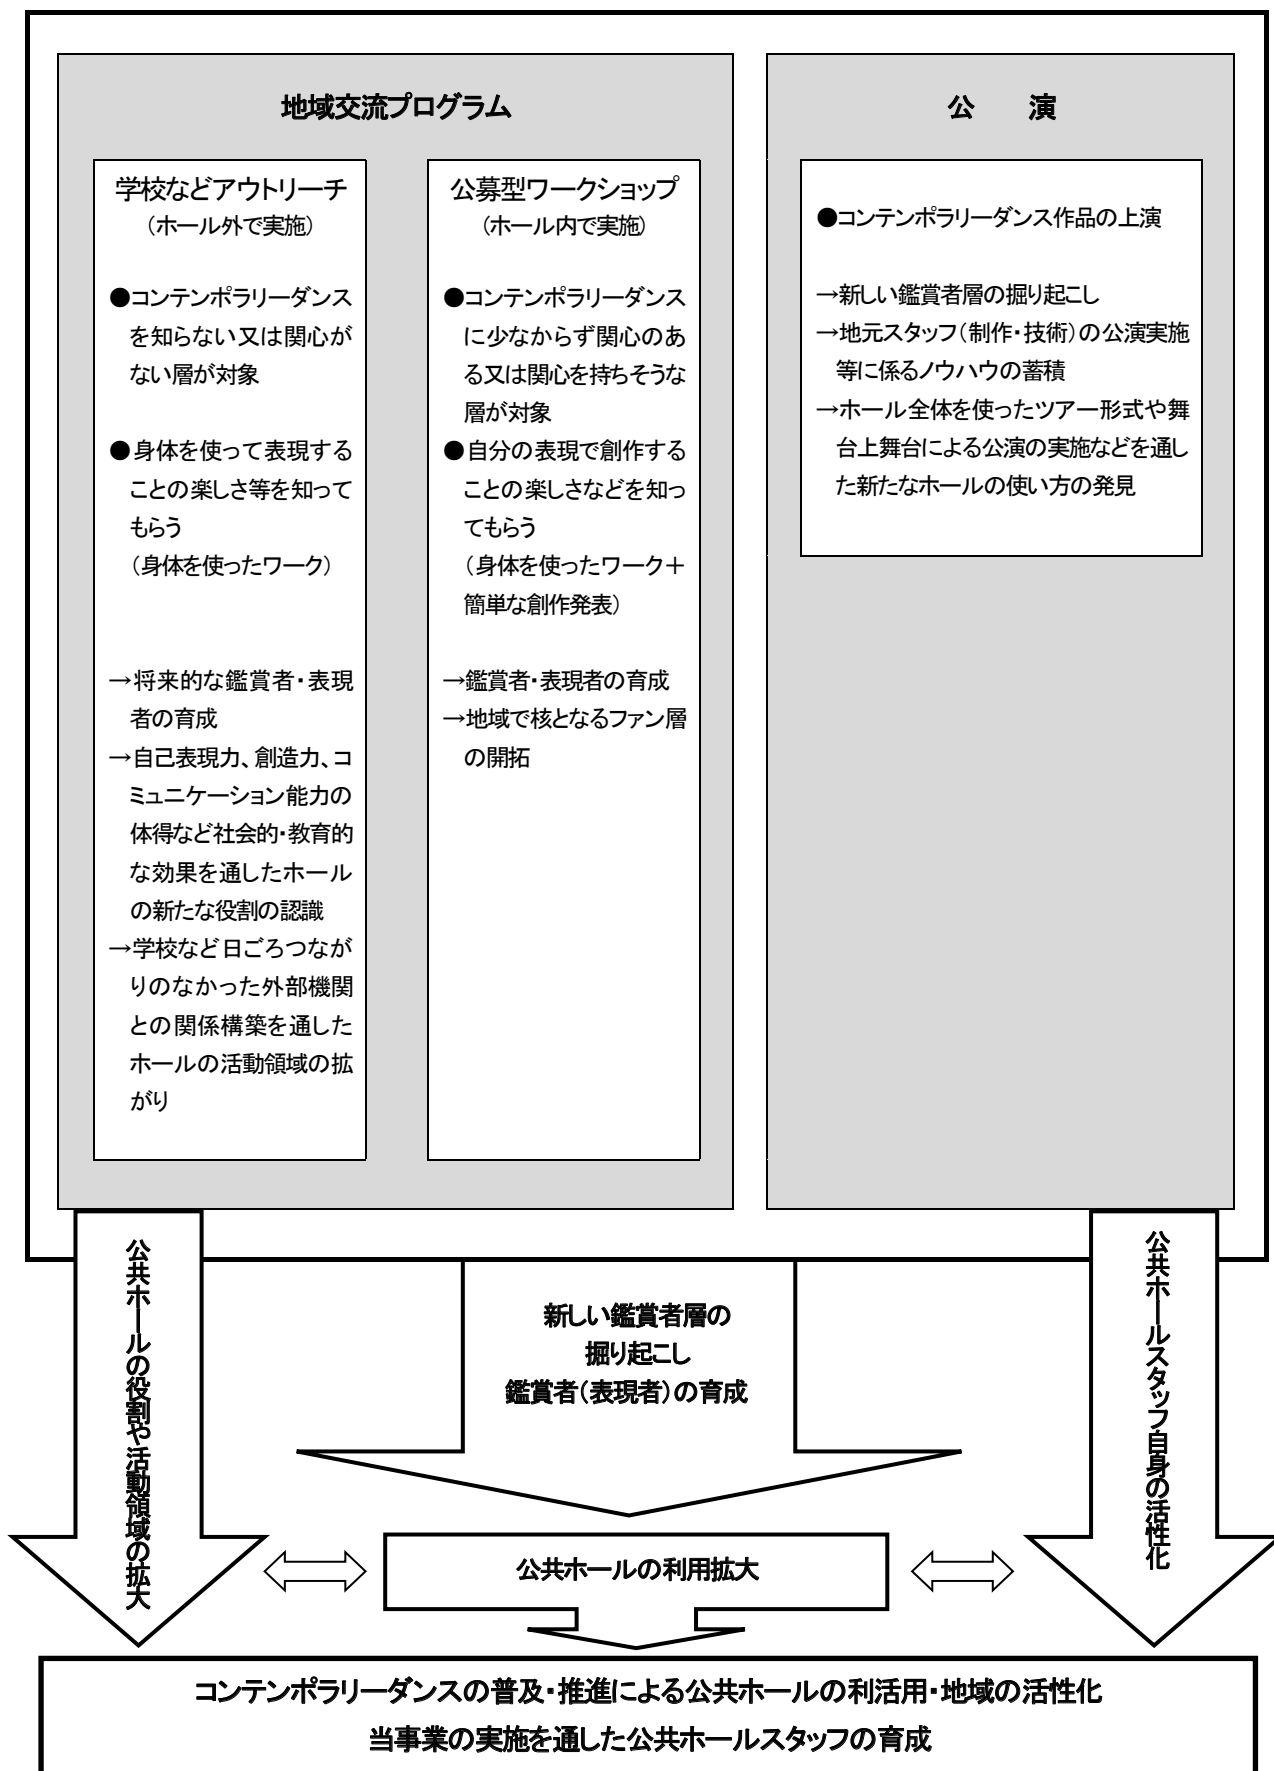 地域交流プログラム
学校などアウトリーチ
（ホール外で実施）
●コンテンポラリーダンス
を知らない又は関心が
ない層が対象
●身体を使って表現する
ことの楽しさ等を知って
もらう
（身体を使ったワーク）
→将来的な鑑賞者・表現
者の育成
→自己表現力、創造力、コ
ミュニケーション能力の
体得など社会的・教育的
な効果を通したホール
の新たな役割の認識
→学校など日ごろつなが
りのなかった外部機関
との関係構築を通した
ホールの活動領域の拡
がり
公募型ワークショップ
（ホール内で実施）
●コンテンポラリーダンス
に少なからず関心のあ
る又は関心を持ちそうな
層が対象
●自分の表現で創作する
ことの楽しさなどを知っ
てもらう
（身体を使ったワーク＋
簡単な創作発表）
→鑑賞者・表現者の育成
→地域で核となるファン層
の開拓
公　演
●コンテンポラリーダンス作品の上演
→新しい鑑賞者層の掘り起こし
→地元スタッフ（制作・技術）の公演実施
等に係るノウハウの蓄積
→ホール全体を使ったツアー形式や舞
台上舞台による公演の実施などを通し
た新たなホールの使い方の発見
公共ホールの役割や活動領域の拡大
新しい鑑賞者層の
掘り起こし
鑑賞者（表現者）の育成
公共ホールスタッフ自身の活性化
公共ホールの利用拡大
コンテンポラリーダンスの普及・推進による公共ホールの利活用・地域の活性化
当事業の実施を通した公共ホールスタッフの育成